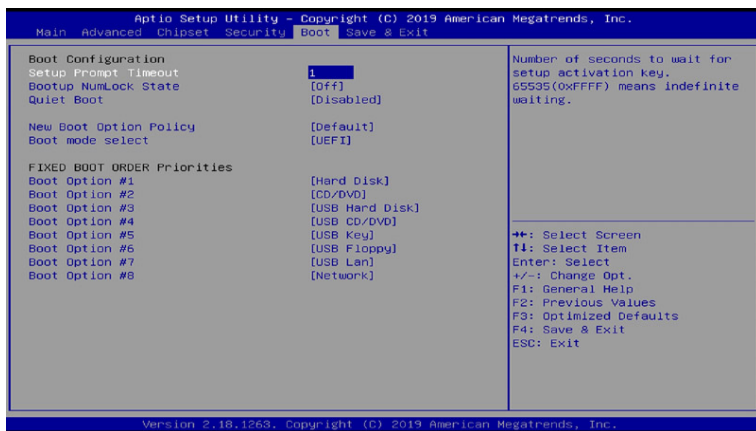 Aptio Setup Utility – Copyright (C) 2019 American Megatrends, Inc.
Main Advanced Chipset Security Boot Save & Exit
Boot Configuration
Setup Prompt Timeout 1
Bootup NumLock State [Off]
Quiet Boot [Disabled]
New Boot Option Policy [Default]
Boot mode select [UEFI]
FIXED BOOT ORDER Priorities
Boot Option #1 [Hard Disk]
Boot Option #2 [CD/DVD]
Boot Option #3 [USB Hard Disk]
Boot Option #4 [USB CD/DVD]
Boot Option #5 [USB Key]
Boot Option #6 [USB Floppy]
Boot Option #7 [USB Lan]
Boot Option #8 [Network]
Number of seconds to wait for
setup activation key.
65535(0xFFFF) means indefinite
waiting.
→←: Select Screen
↑↓: Select Item
Enter: Select
+/-: Change Opt.
F1: General Help
F2: Previous Values
F3: Optimized Defaults
F4: Save & Exit
ESC: Exit
Version 2.18.1263. Copyright (C) 2019 American Megatrends, Inc.